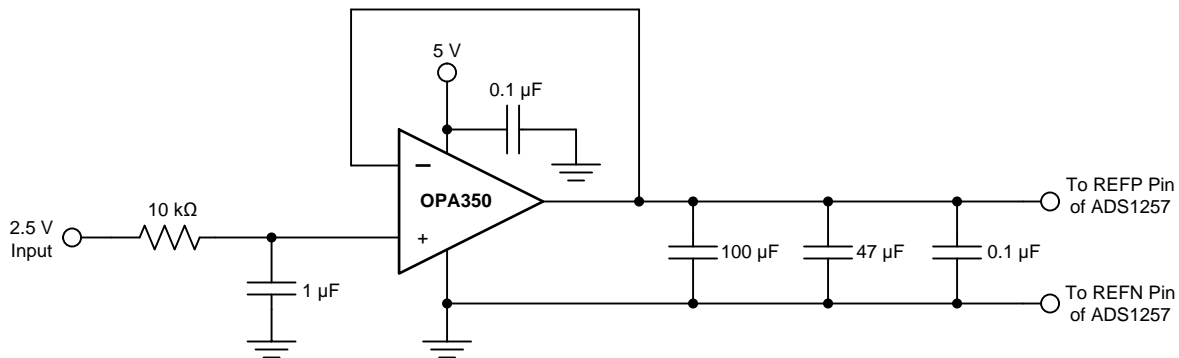 5 V
0.1 µF
−
OPA350
+
10 kΩ
2.5 V
Input
1 µF
100 µF
47 µF
0.1 µF
To REFP Pin
of ADS1257
To REFN Pin
of ADS1257